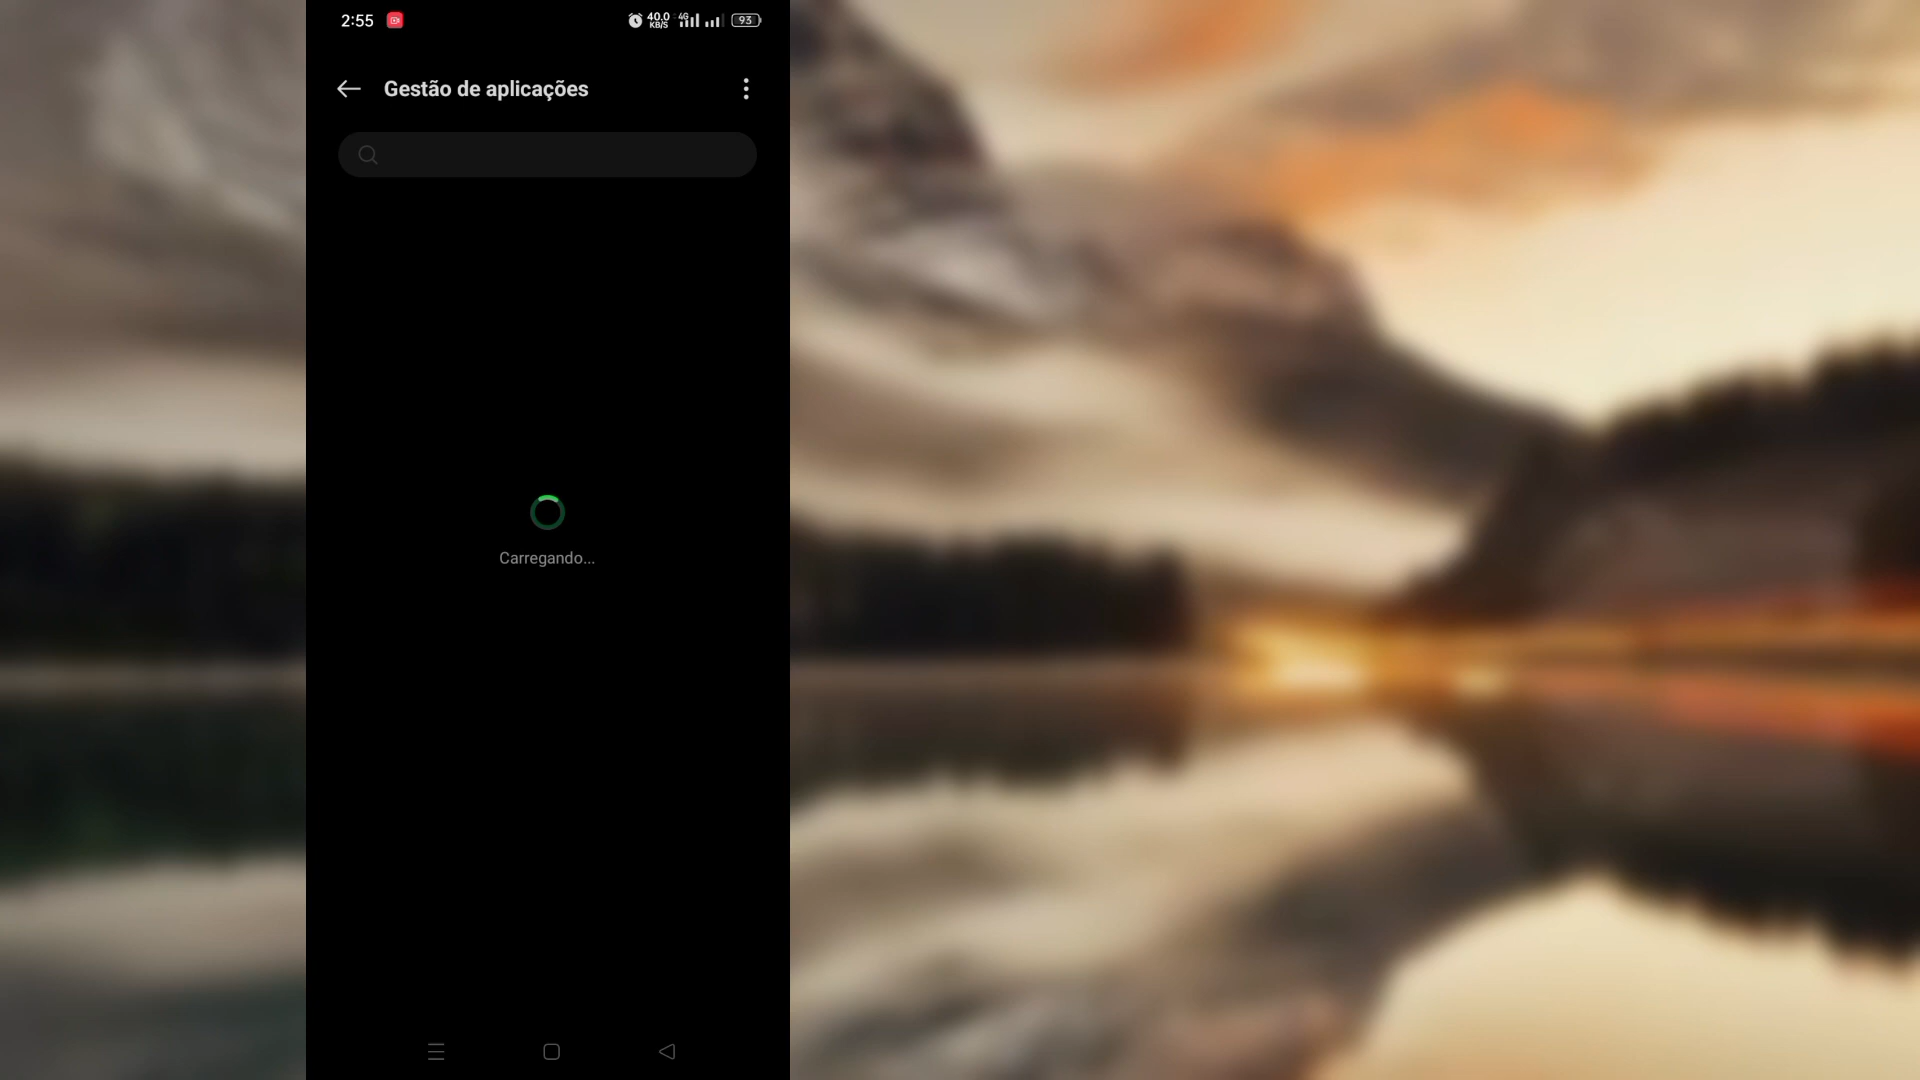 2:55
40.0
KB/S
4G
93
Gestão de aplicações
Carregando...